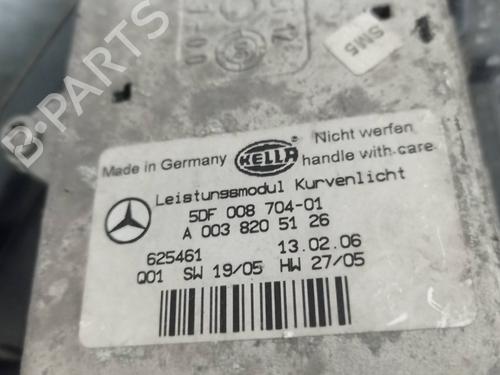 B-PARTS
SM5
Made in Germany HELLA Nicht werfen
handle with care
Leistungsmodul Kurvenlicht
5DF 008 704-01
A 003 820 51 26
625461 13.02.06
Q01 SW 19/05 HW 27/05